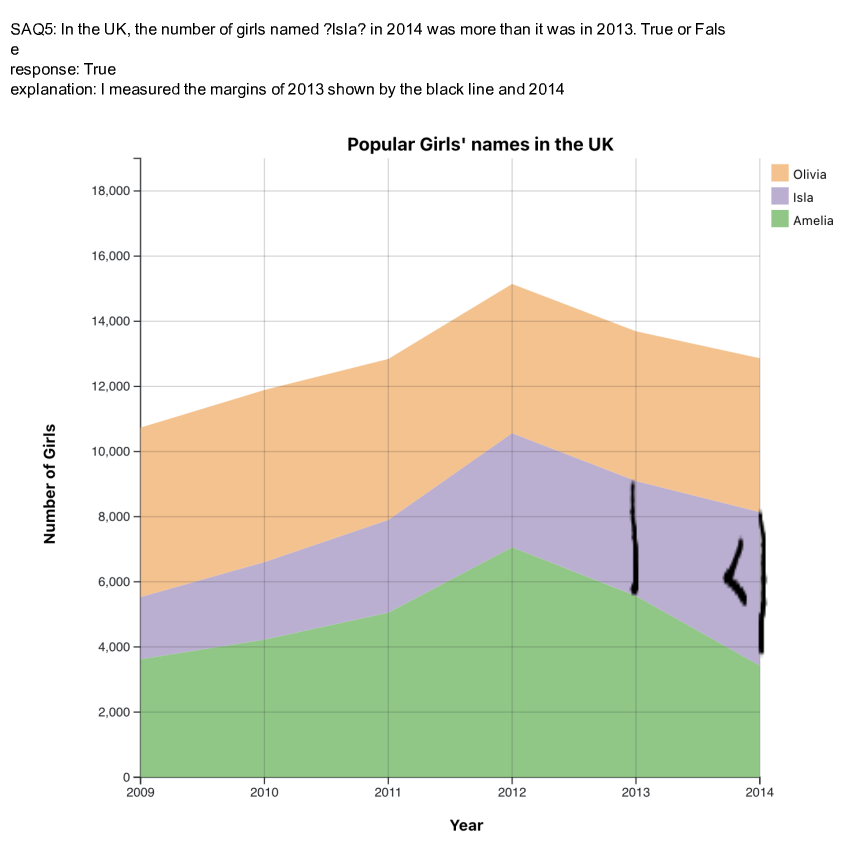 SAQ5: In the UK, the number of girls named ?Isla? in 2014 was more than it was in 2013. True or Fals
e
response: True
explanation: I measured the margins of 2013 shown by the black line and 2014
Popular Girls' names in the UK
Olivia
Isla
Amelia
18,000
16,000
14,000
12,000
10,000
8,000
6,000
4,000
2,000
0
Number of Girls
2009 2010 2011 2012 2013 2014
Year